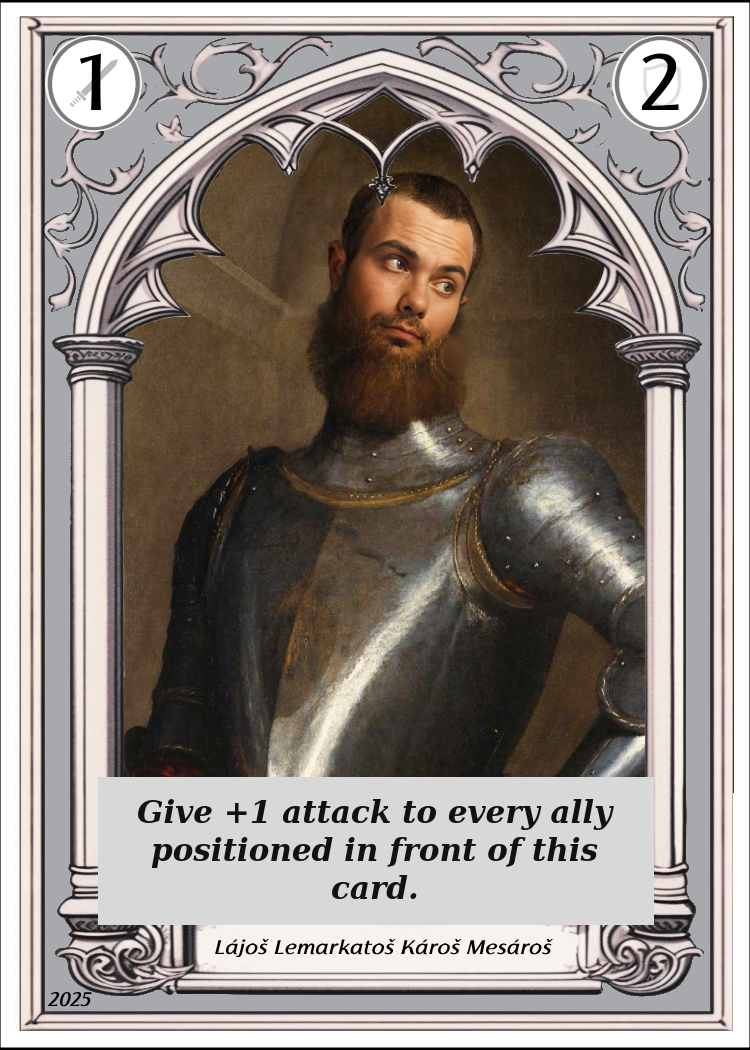 1
2
Give +1 attack to every ally
positioned in front of this
card.
Lájoš Lemarkatoš Károš Mesároš
2025